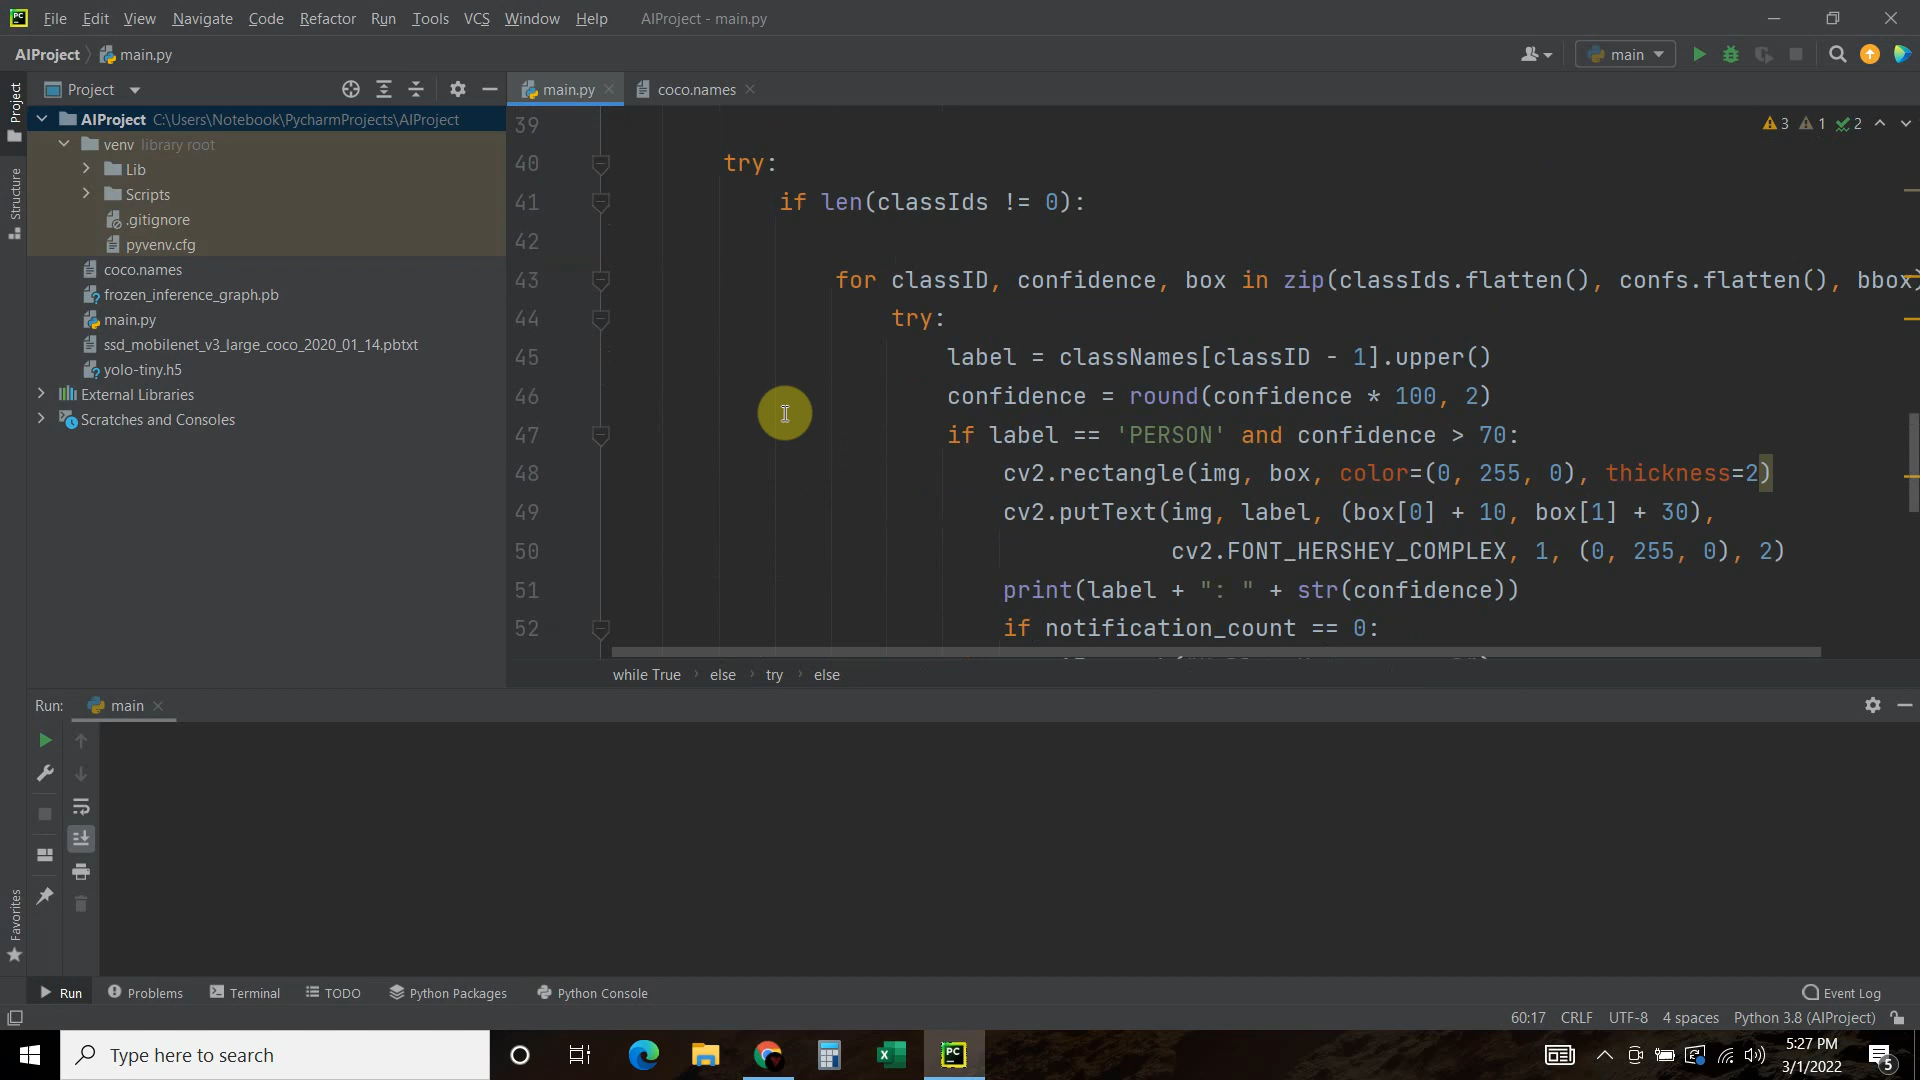 PC File Edit View Navigate Code Refactor Run Tools VCS Window Help AIProject - main.py
AIProject main.py
main
Project
Structure
Favorites
Project
AIProject C:\Users\Notebook\PycharmProjects\AIProject
venv library root
Lib
Scripts
.gitignore
pyvenv.cfg
coco.names
frozen_inference_graph.pb
main.py
ssd_mobilenet_v3_large_coco_2020_01_14.pbtxt
yolo-tiny.h5
External Libraries
Scratches and Consoles
main.py coco.names
3 1 2
39
40 try:
41 if len(classIds != 0):
42
43 for classID, confidence, box in zip(classIds.flatten(), confs.flatten(), bbox)
44 try:
45 label = classNames[classID - 1].upper()
46 confidence = round(confidence * 100, 2)
47 if label == 'PERSON' and confidence > 70:
48 cv2.rectangle(img, box, color=(0, 255, 0), thickness=2)
49 cv2.putText(img, label, (box[0] + 10, box[1] + 30),
50 cv2.FONT_HERSHEY_COMPLEX, 1, (0, 255, 0), 2)
51 print(label + ": " + str(confidence))
52 if notification_count == 0:
while True else try else
Run: main
Run Problems Terminal TODO Python Packages Python Console Event Log
60:17 CRLF UTF-8 4 spaces Python 3.8 (AIProject)
Type here to search
PC
5:27 PM
3/1/2022
5